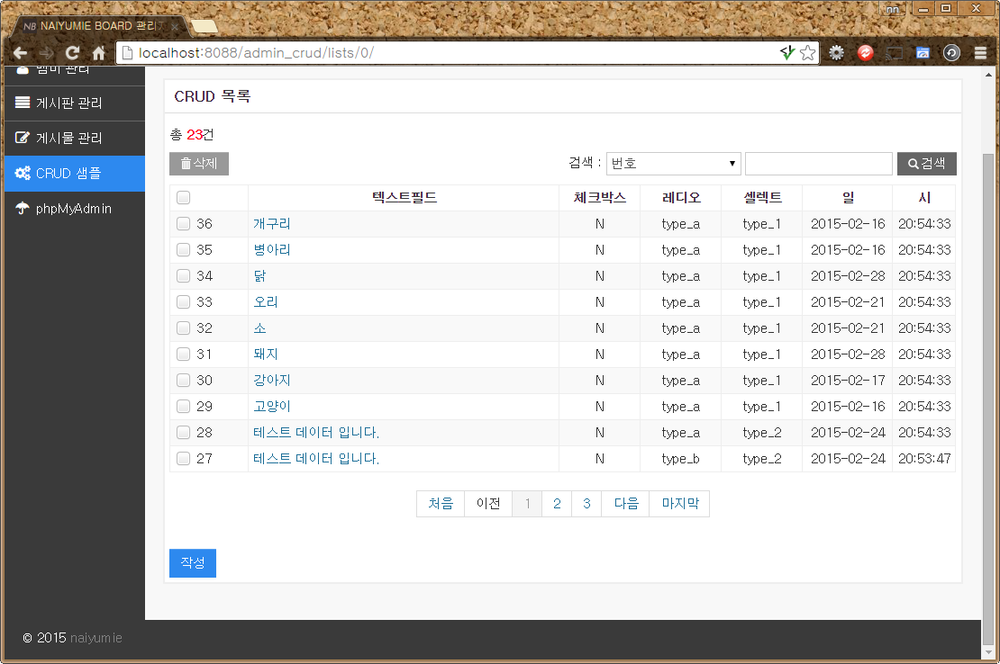 nn
NB NAIYUMIE BOARD 관리
localhost:8088/admin_crud/lists/0/
멤버 관리
게시판 관리
게시물 관리
CRUD 샘플
phpMyAdmin
CRUD 목록
총 23건
삭제 검색 : 번호 검색
텍스트필드 체크박스 레디오 셀렉트 일 시
36 개구리 N type_a type_1 2015-02-16 20:54:33
35 병아리 N type_a type_1 2015-02-16 20:54:33
34 닭 N type_a type_1 2015-02-28 20:54:33
33 오리 N type_a type_1 2015-02-21 20:54:33
32 소 N type_a type_1 2015-02-21 20:54:33
31 돼지 N type_a type_1 2015-02-28 20:54:33
30 강아지 N type_a type_1 2015-02-17 20:54:33
29 고양이 N type_a type_1 2015-02-16 20:54:33
28 테스트 데이터 입니다. N type_a type_2 2015-02-24 20:54:33
27 테스트 데이터 입니다. N type_b type_2 2015-02-24 20:53:47
처음 이전 1 2 3 다음 마지막
작성
© 2015 naiyumie